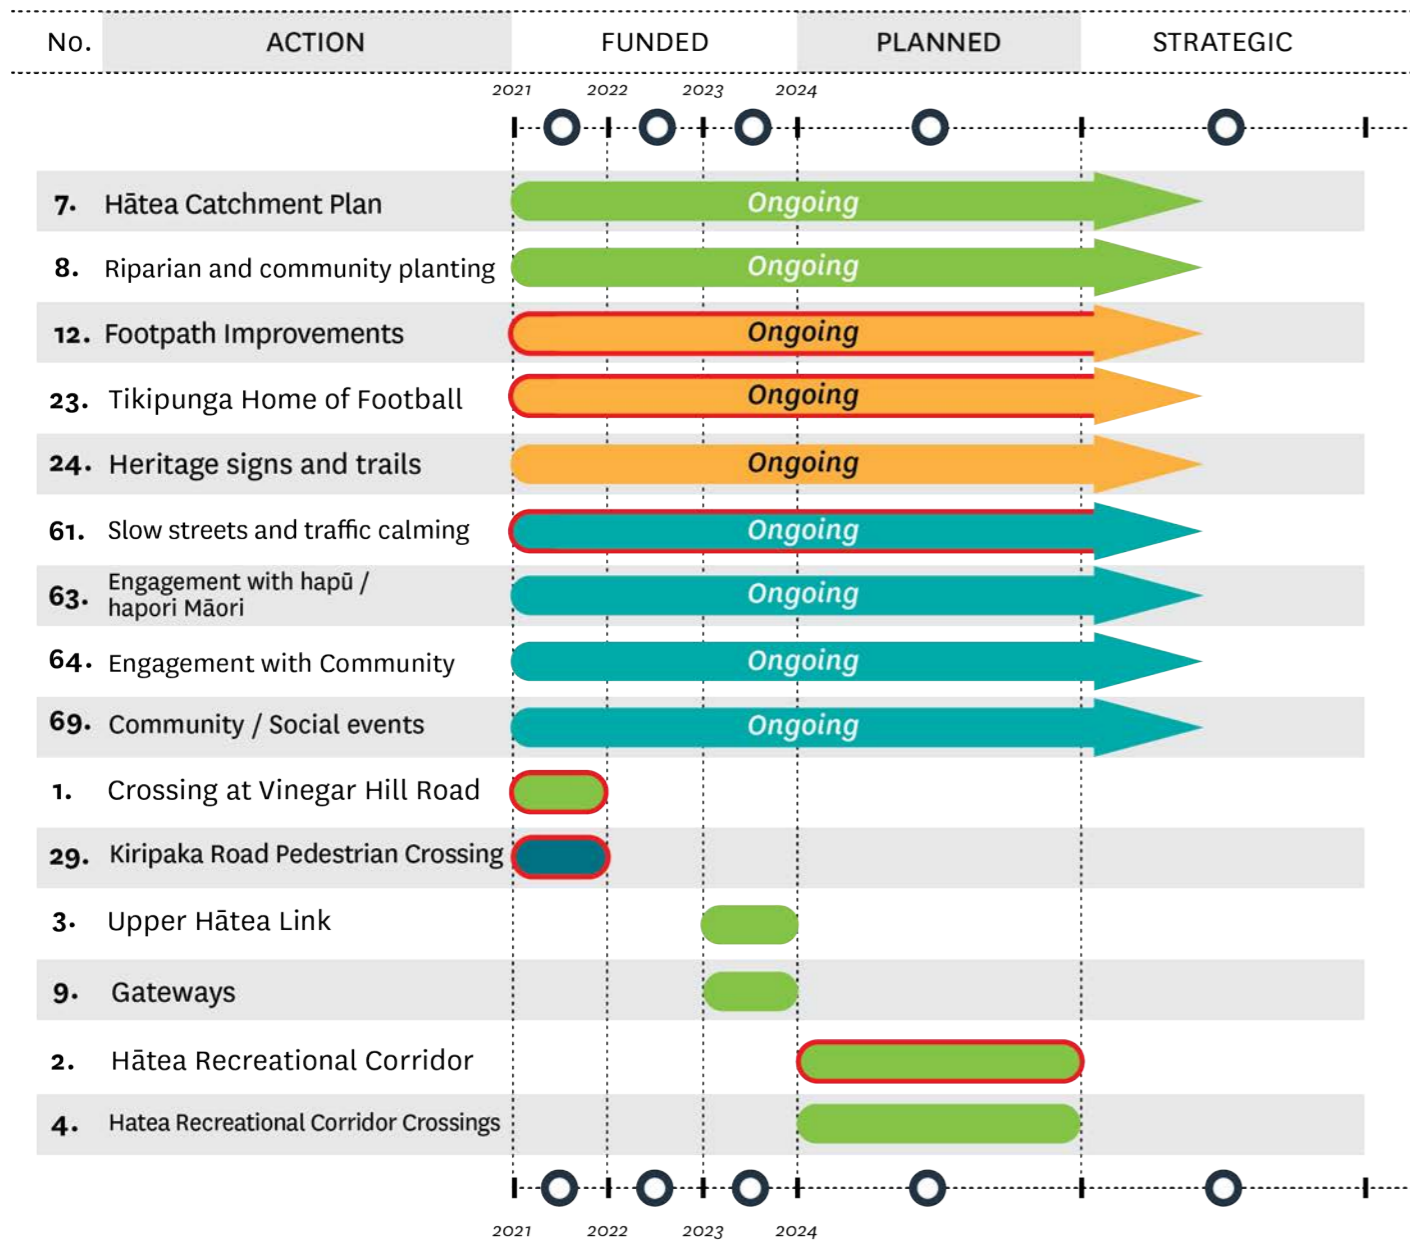 No. ACTION FUNDED PLANNED STRATEGIC
2021 2022 2023 2024
7. Hātea Catchment Plan Ongoing
8. Riparian and community planting Ongoing
12. Footpath Improvements Ongoing
23. Tikipunga Home of Football Ongoing
24. Heritage signs and trails Ongoing
61. Slow streets and traffic calming Ongoing
63. Engagement with hapū /
hapori Māori Ongoing
64. Engagement with Community Ongoing
69. Community / Social events Ongoing
1. Crossing at Vinegar Hill Road
29. Kiripaka Road Pedestrian Crossing
3. Upper Hātea Link
9. Gateways
2. Hātea Recreational Corridor
4. Hatea Recreational Corridor Crossings
2021 2022 2023 2024